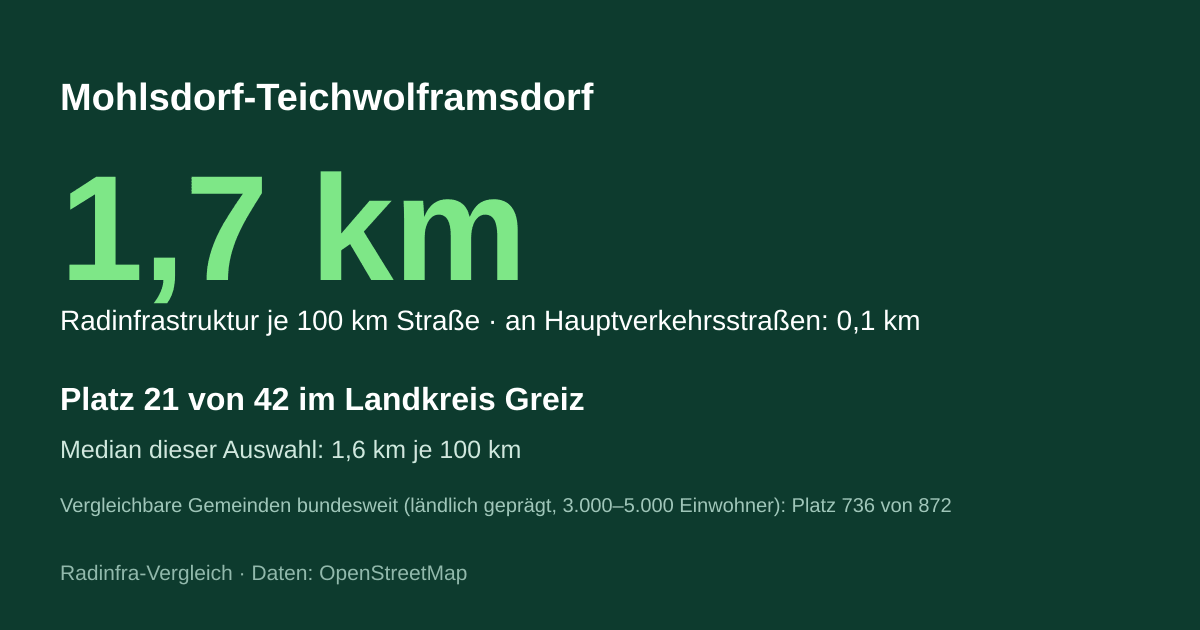 Mohlsdorf-Teichwolframsdorf
1,7 km
Radinfrastruktur je 100 km Straße · an Hauptverkehrsstraßen: 0,1 km
Platz 21 von 42 im Landkreis Greiz
Median dieser Auswahl: 1,6 km je 100 km
Vergleichbare Gemeinden bundesweit (ländlich geprägt, 3.000–5.000 Einwohner): Platz 736 von 872
Radinfra-Vergleich · Daten: OpenStreetMap